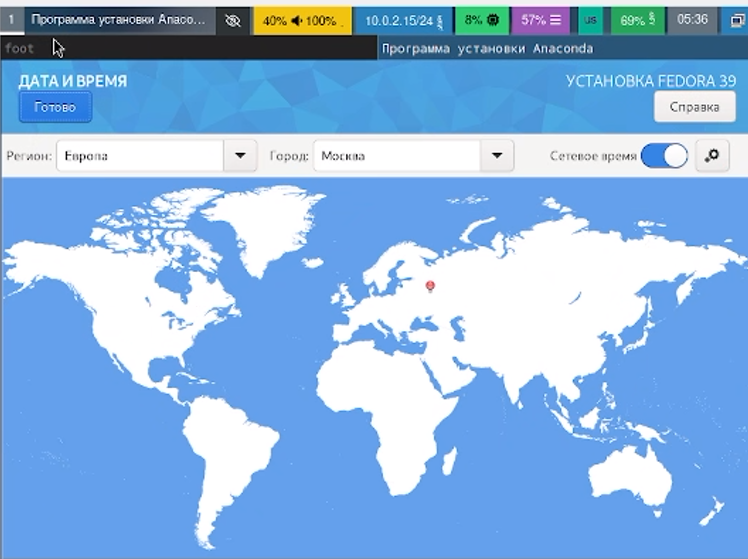 1 Программа установки Anaco... 40% 100% 10.0.2.15/24 8% 57% us 69% 05:36
foot Программа установки Anaconda
ДАТА И ВРЕМЯ УСТАНОВКА FEDORA 39
Готово Справка
Регион: Европа Город: Москва Сетевое время